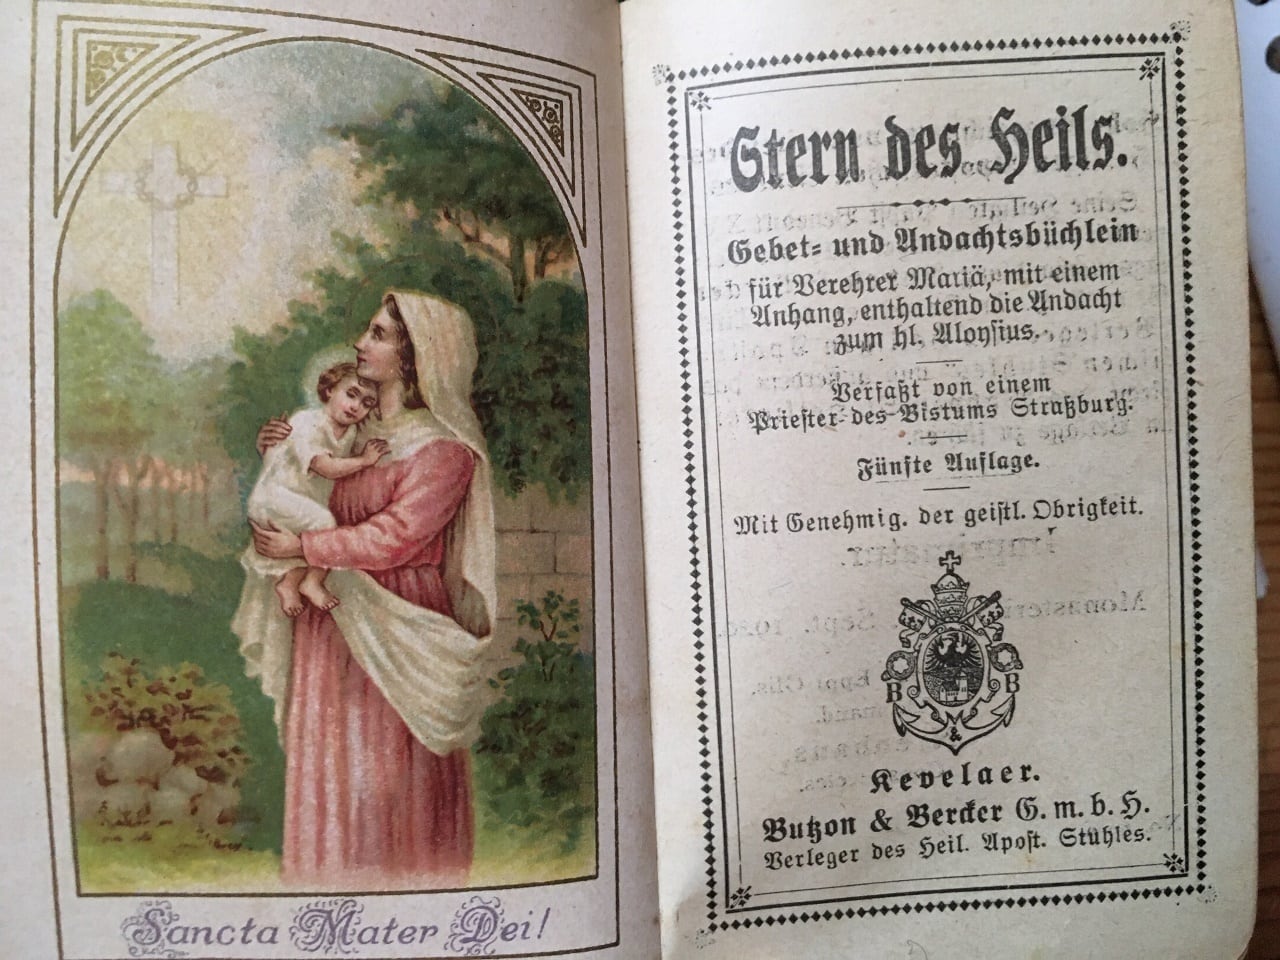 Sancta Mater Dei!
Stern des Heils.
Gebet- und Andachtsbüchlein
für Verehrer Mariä, mit einem
Anhang, enthaltend die Andacht
zum hl. Aloysius.
Verfaßt von einem
Priester des Bistums Straßburg.
Fünfte Auflage.
Mit Genehmig. der geistl. Obrigkeit.
B B
&
Kevelaer.
Butzon & Bercker G. m. b. H.
Verleger des Heil. Apost. Stuhles.